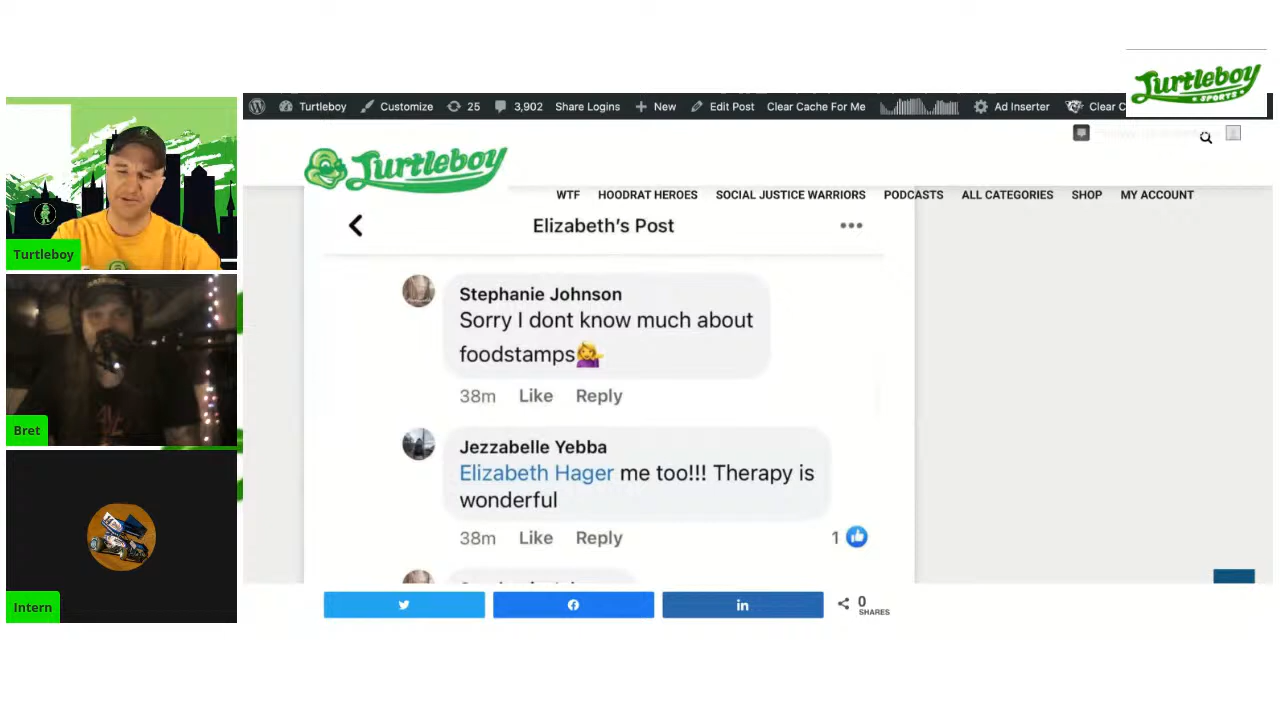 Turtleboy
SPORTS
Turtleboy
Customize
25
3,902
Share Logins
New
Edit Post
Clear Cache For Me
Ad Inserter
Clear C
Turtleboy
WTF
HOODRAT HEROES
SOCIAL JUSTICE WARRIORS
PODCASTS
ALL CATEGORIES
SHOP
MY ACCOUNT
Elizabeth's Post
Stephanie Johnson
Sorry I dont know much about
foodstamps
38m Like Reply
Jezzabelle Yebba
Elizabeth Hager me too!!! Therapy is
wonderful
38m Like Reply
1
0
SHARES
Turtleboy
Bret
Intern